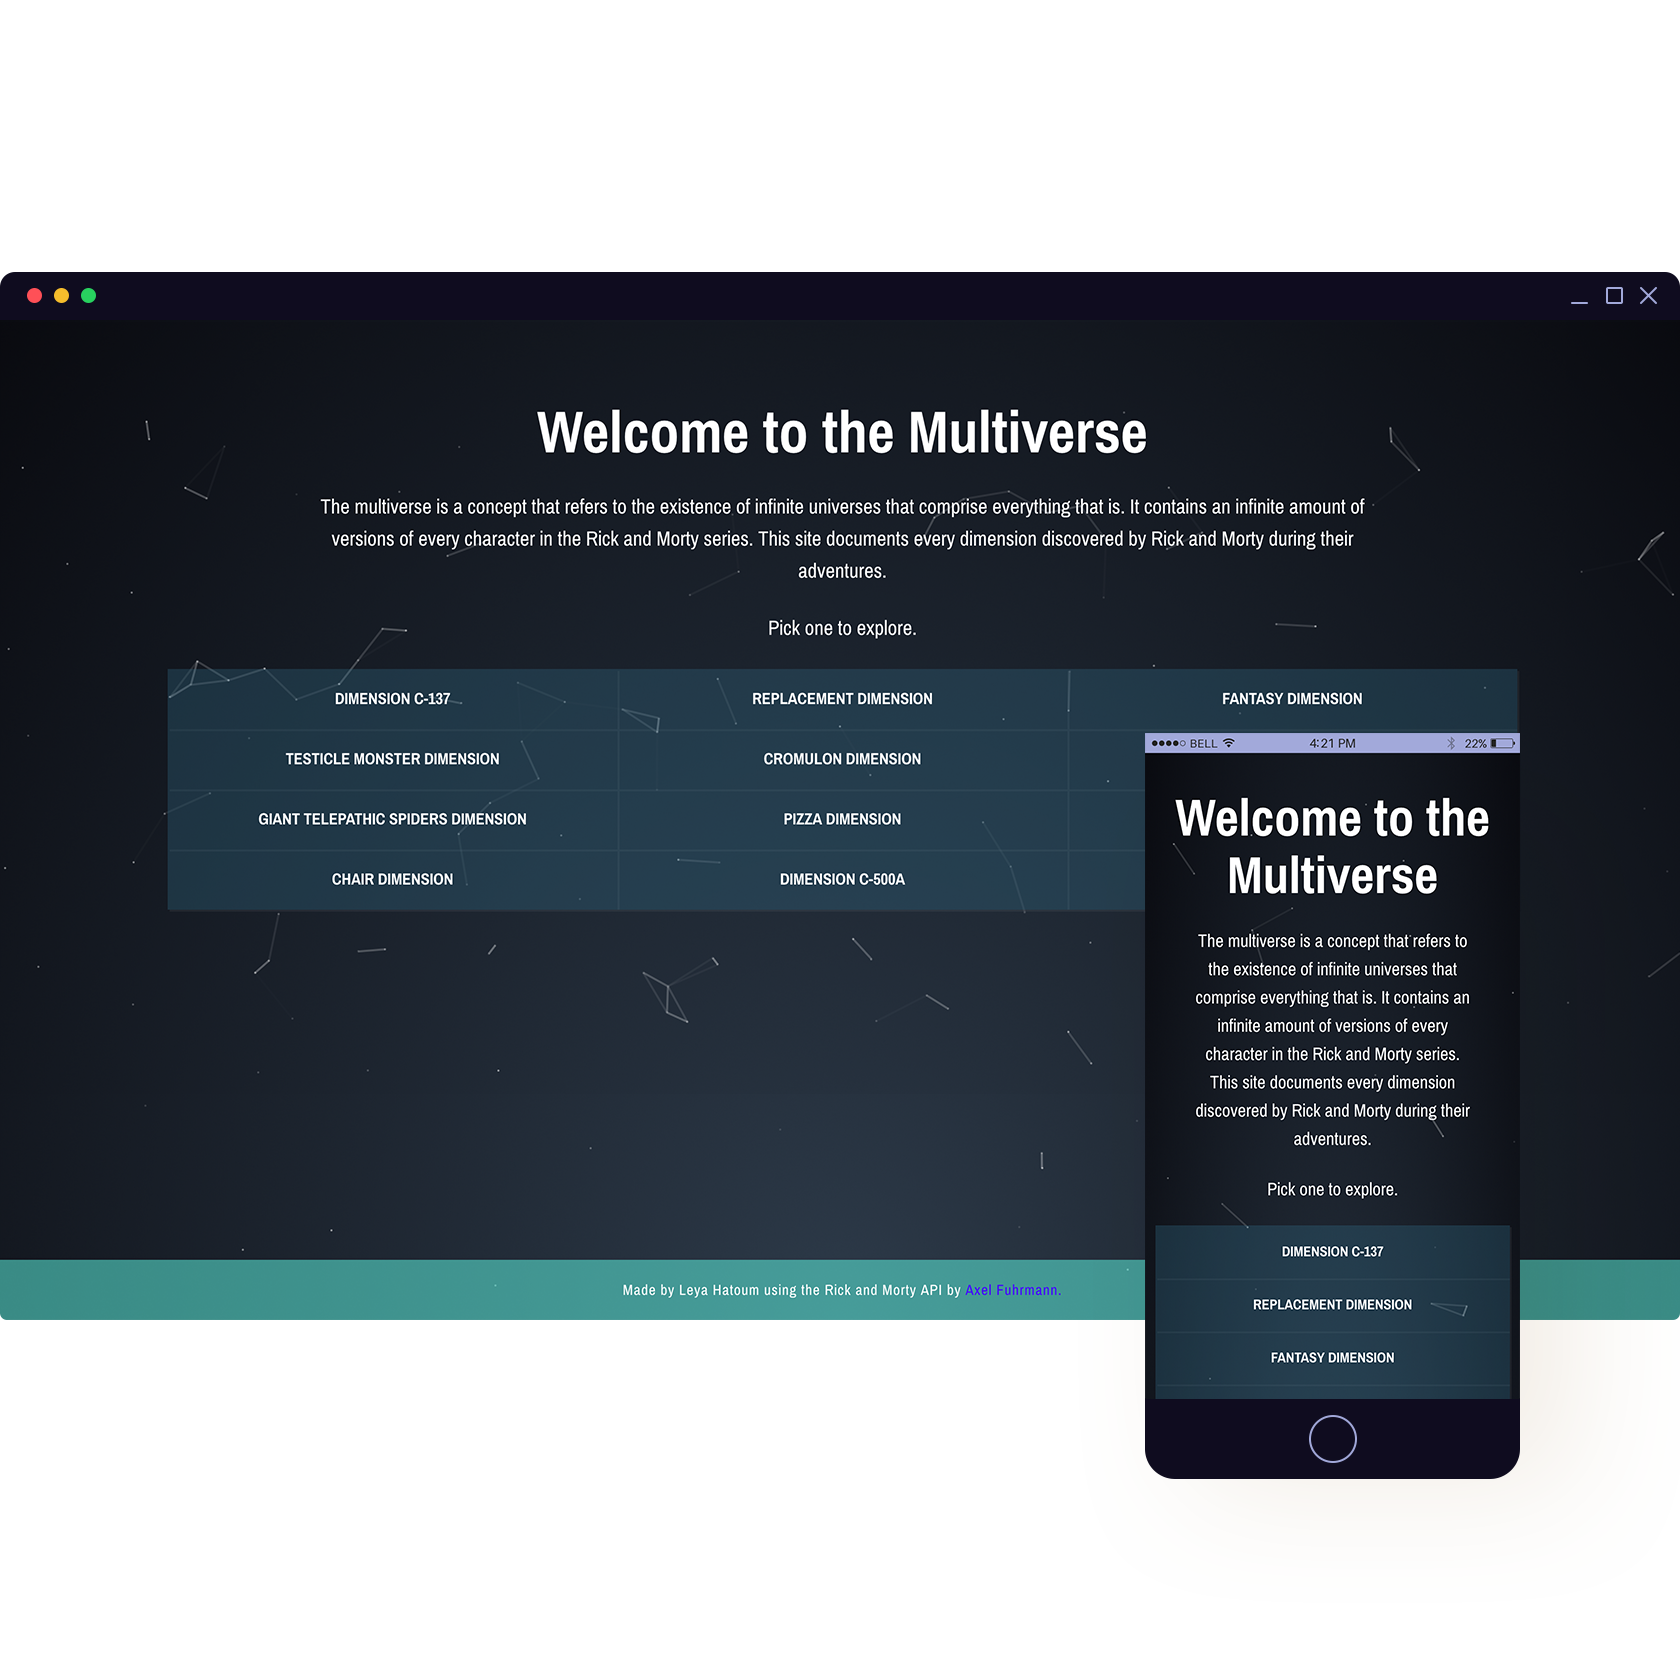 Welcome to the Multiverse
The multiverse is a concept that refers to the existence of infinite universes that comprise everything that is. It contains an infinite amount of
versions of every character in the Rick and Morty series. This site documents every dimension discovered by Rick and Morty during their
adventures.
Pick one to explore.
DIMENSION C-137
REPLACEMENT DIMENSION
FANTASY DIMENSION
TESTICLE MONSTER DIMENSION
CROMULON DIMENSION
GIANT TELEPATHIC SPIDERS DIMENSION
PIZZA DIMENSION
CHAIR DIMENSION
DIMENSION C-500A
Made by Leya Hatoum using the Rick and Morty API by Axel Fuhrmann.
BELL 4:21 PM 22%
Welcome to the
Multiverse
The multiverse is a concept that refers to
the existence of infinite universes that
comprise everything that is. It contains an
infinite amount of versions of every
character in the Rick and Morty series.
This site documents every dimension
discovered by Rick and Morty during their
adventures.
Pick one to explore.
DIMENSION C-137
REPLACEMENT DIMENSION
FANTASY DIMENSION